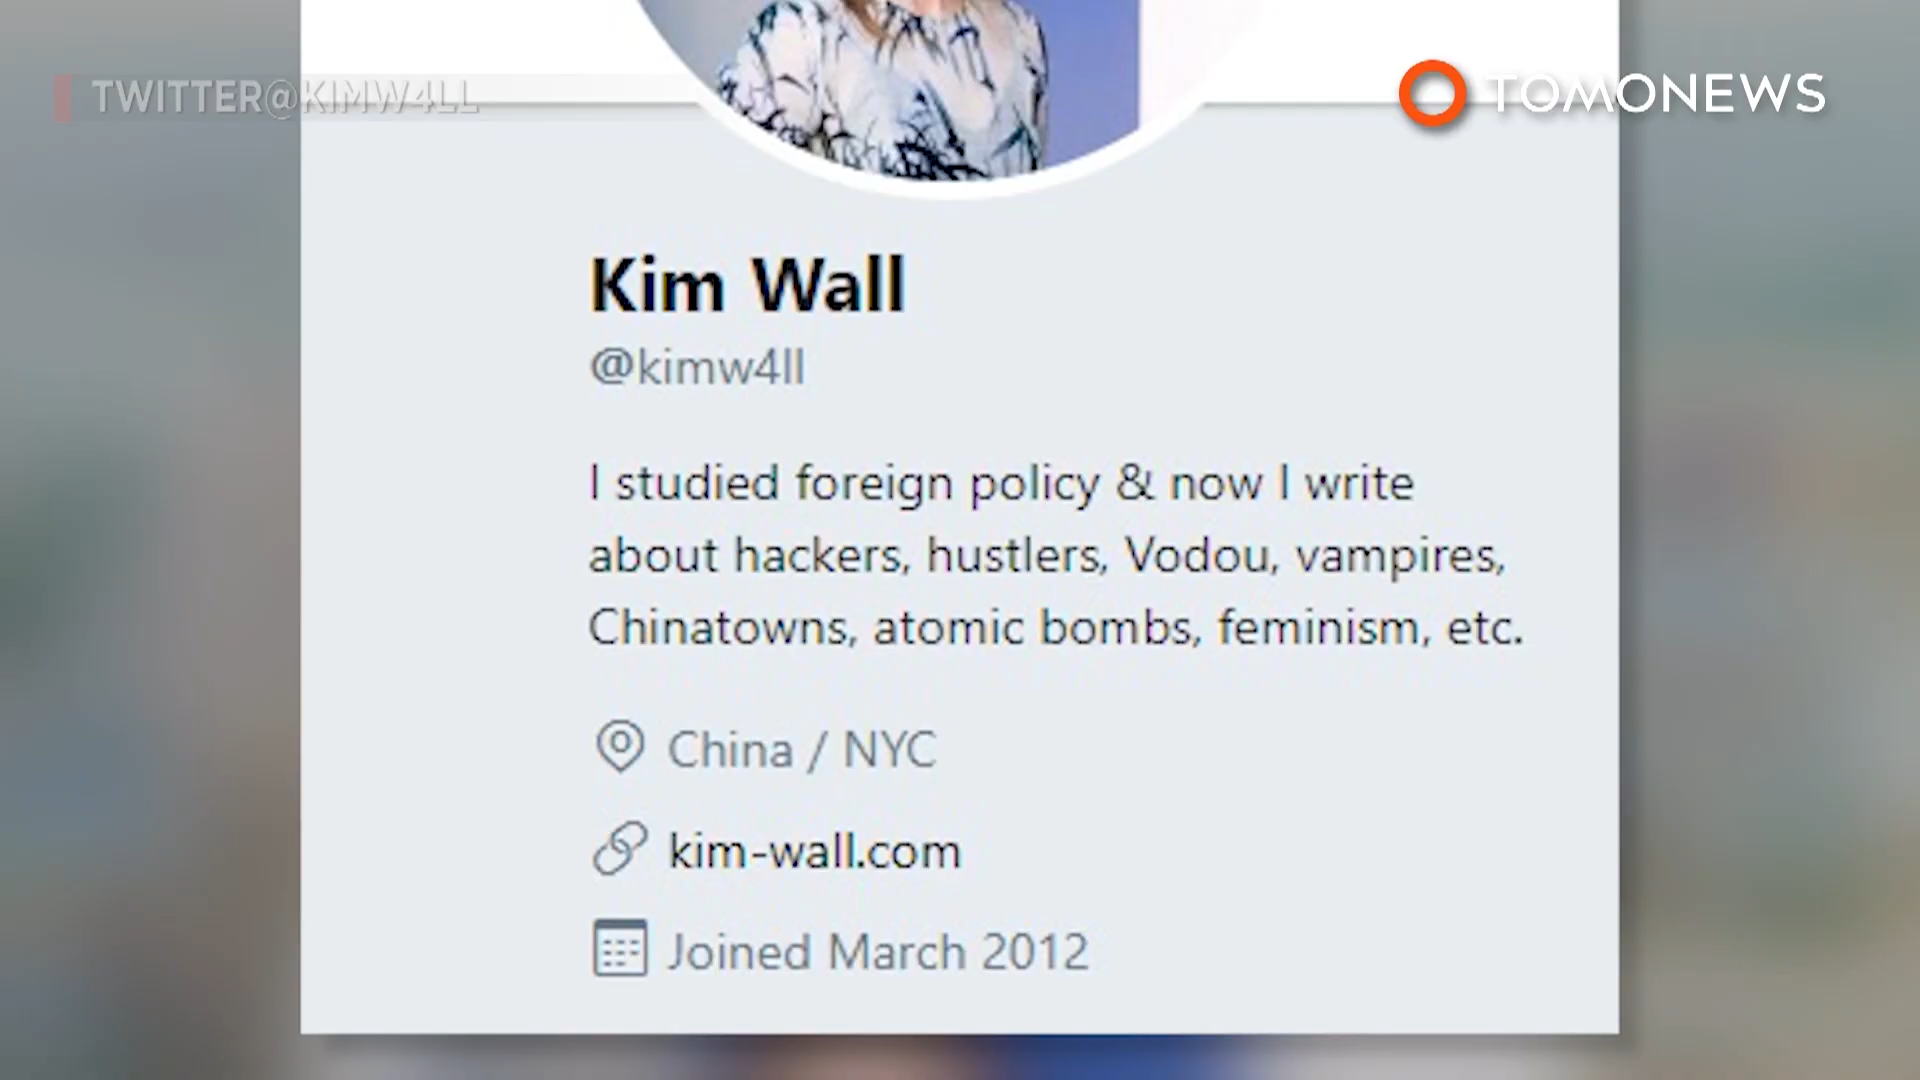 TWITTER@KIMW4LL
TOMONEWS
Kim Wall
@kimw4ll
I studied foreign policy & now I write
about hackers, hustlers, Vodou, vampires,
Chinatowns, atomic bombs, feminism, etc.
China / NYC
kim-wall.com
Joined March 2012